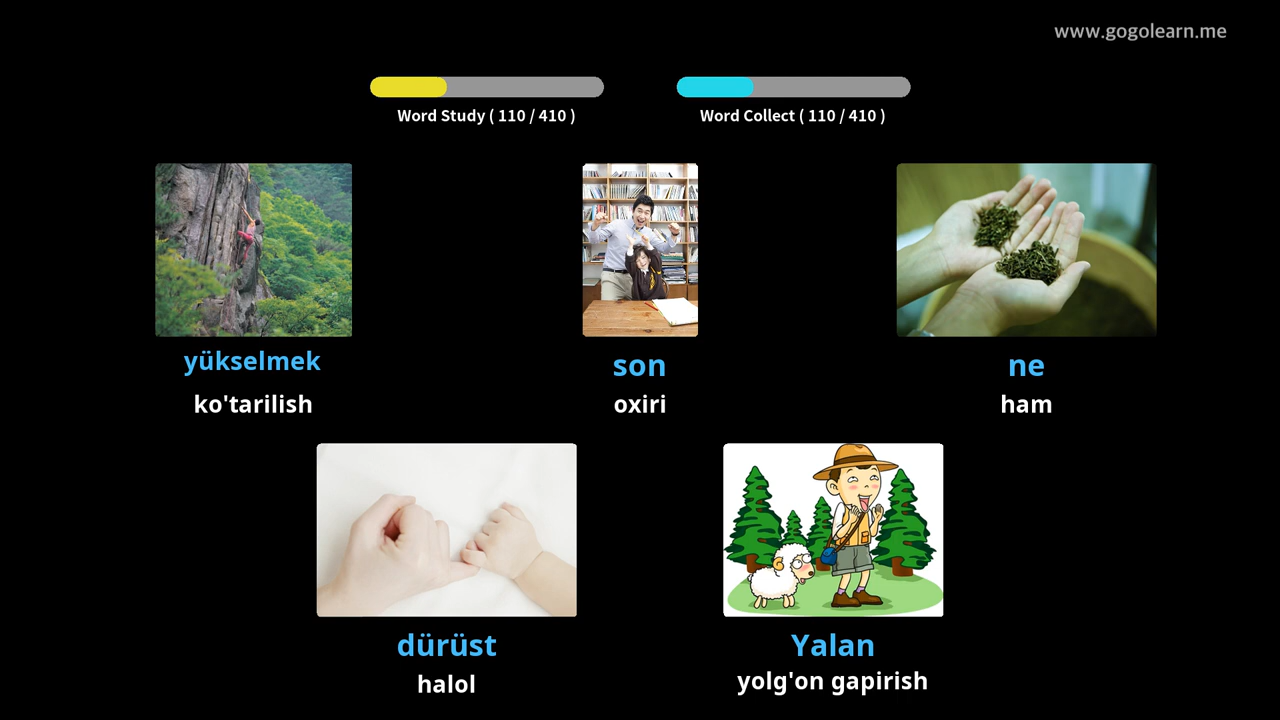 www.gogolearn.me
Word Study ( 110 / 410 )
Word Collect ( 110 / 410 )
yükselmek
ko'tarilish
son
oxiri
ne
ham
dürüst
halol
Yalan
yolg'on gapirish